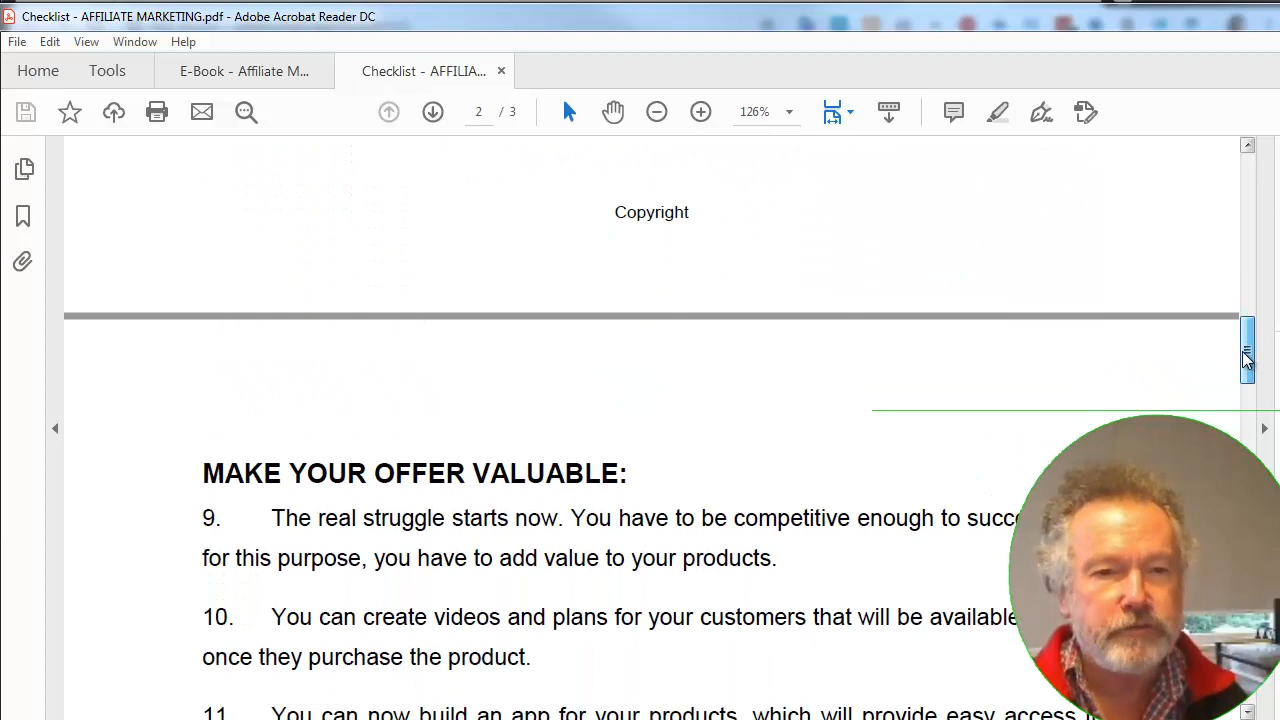 Checklist - AFFILIATE MARKETING.pdf - Adobe Acrobat Reader DC
File Edit View Window Help
Home Tools E-Book - Affiliate M... Checklist - AFFILIA... ×
2 / 3 126%
Copyright
MAKE YOUR OFFER VALUABLE:
9. The real struggle starts now. You have to be competitive enough to
for this purpose, you have to add value to your products.
10. You can create videos and plans for your customers that will be available
once they purchase the product.
11. You can now build an app for your products, which will provide easy access